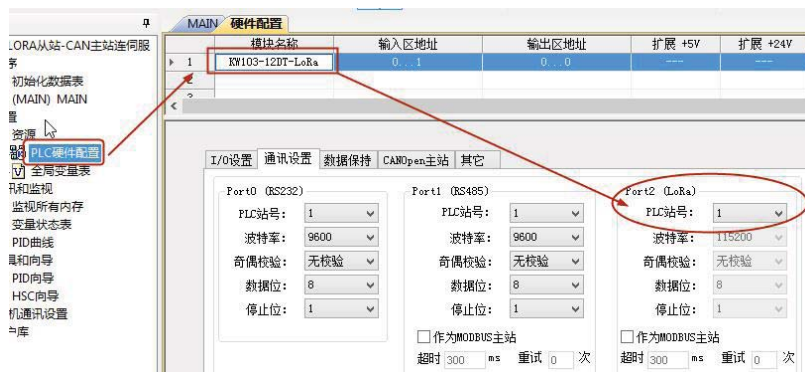 MAIN 硬件配置
LORA从站-CAN主站连伺服
序
初始化数据表
(MAIN) MAIN
置
资源
PLC硬件配置
全局变量表
讯和监视
监视所有内存
变量状态表
PID曲线
具和向导
PID向导
HSC向导
机通讯设置
户库
模块名称 输入区地址 输出区地址 扩展 +5V 扩展 +24V
1 KW103-12DT-LoRa 0...1 0...0 --- ---
2
I/O设置 通讯设置 数据保持 CANOpen主站 其它
Port0 (RS232) Port1 (RS485) Port2 (LoRa)
PLC站号: 1 PLC站号: 1 PLC站号: 1
波特率: 9600 波特率: 9600 波特率: 115200
奇偶校验: 无校验 奇偶校验: 无校验 奇偶校验: 无校验
数据位: 8 数据位: 8 数据位: 8
停止位: 1 停止位: 1 停止位: 1
作为MODBUS主站 作为MODBUS主站
超时 300 ms 重试 0 次 超时 300 ms 重试 0 次